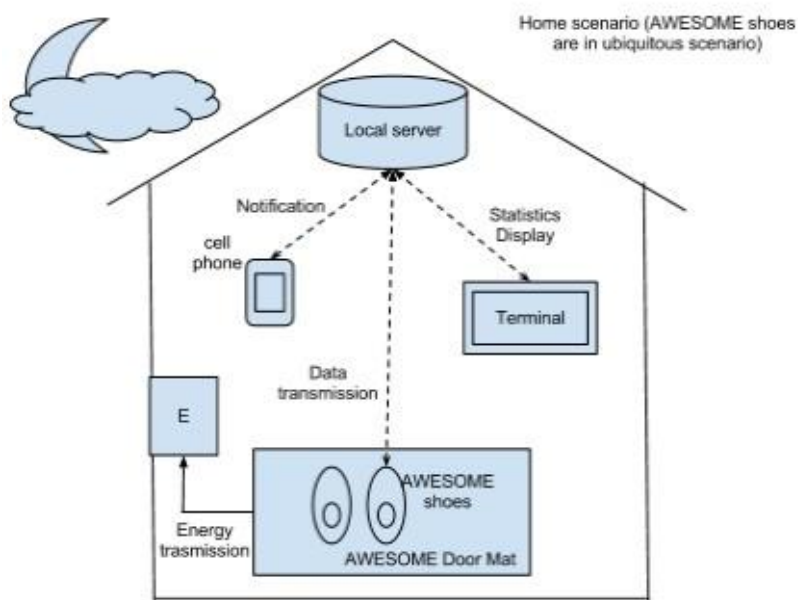 Home scenario (AWESOME shoes
are in ubiquitous scenario)
Local server
Notification
Statistics
Display
cell
phone
Terminal
Data
transmission
E
AWESOME
shoes
Energy
trasmission
AWESOME Door Mat